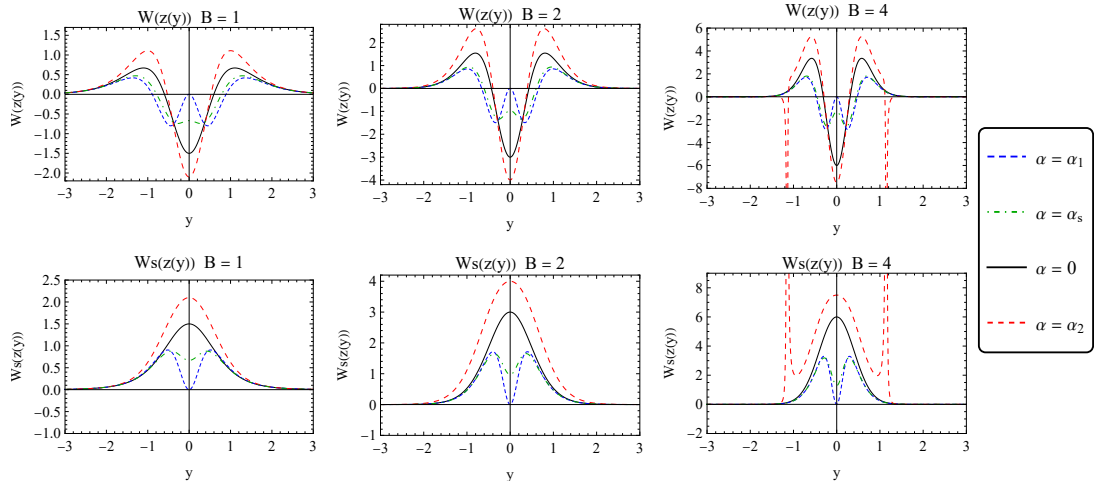 W(z(y))  B = 1
W(z(y))
1.5
1.0
0.5
0.0
−0.5
−1.0
−1.5
−2.0
−3 −2 −1 0 1 2 3
y
W(z(y))  B = 2
W(z(y))
2
1
0
−1
−2
−3
−4
−3 −2 −1 0 1 2 3
y
W(z(y))  B = 4
W(z(y))
6
4
2
0
−2
−4
−6
−8
−3 −2 −1 0 1 2 3
y
Ws(z(y))  B = 1
Ws(z(y))
2.5
2.0
1.5
1.0
0.5
0.0
−0.5
−1.0
−3 −2 −1 0 1 2 3
y
Ws(z(y))  B = 2
Ws(z(y))
4
3
2
1
0
−1
−3 −2 −1 0 1 2 3
y
Ws(z(y))  B = 4
Ws(z(y))
8
6
4
2
0
−2
−3 −2 −1 0 1 2 3
y
α = α₁
α = αₛ
α = 0
α = α₂